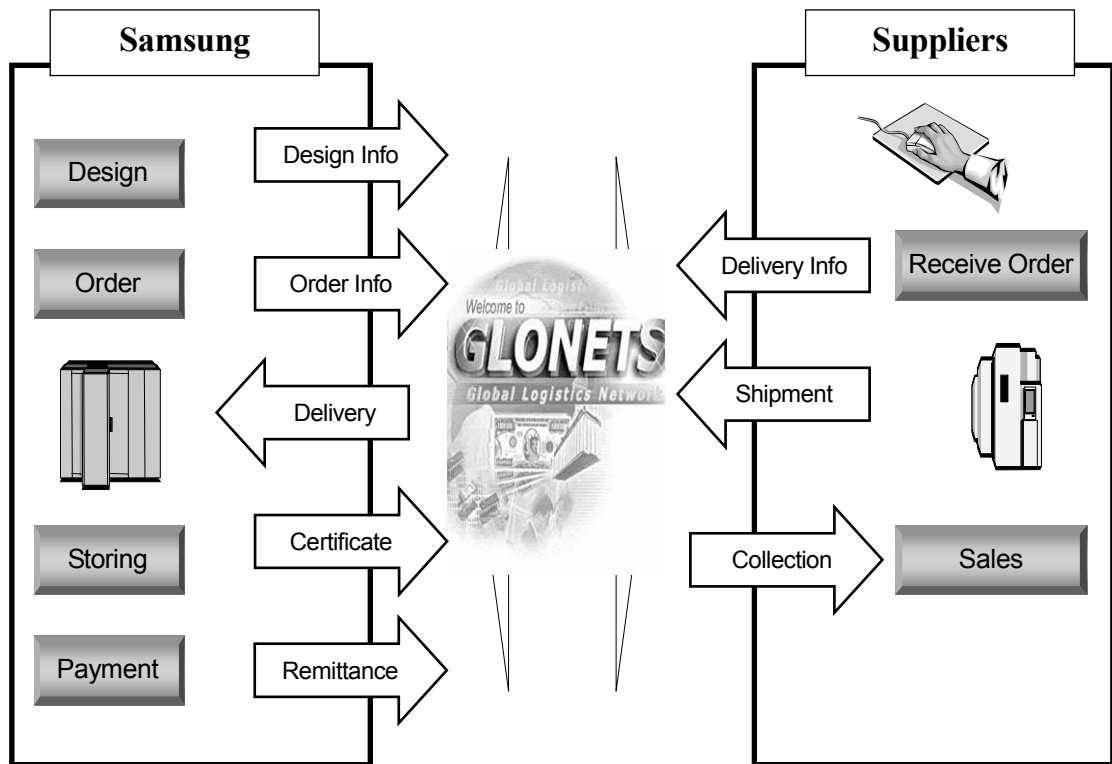 Samsung
Suppliers
Design
Design Info
Order
Order Info
Delivery Info
Receive Order
Global Logistic
Welcome to
GLONETS
Global Logistics Network
Delivery
Shipment
Storing
Certificate
Collection
Sales
Payment
Remittance